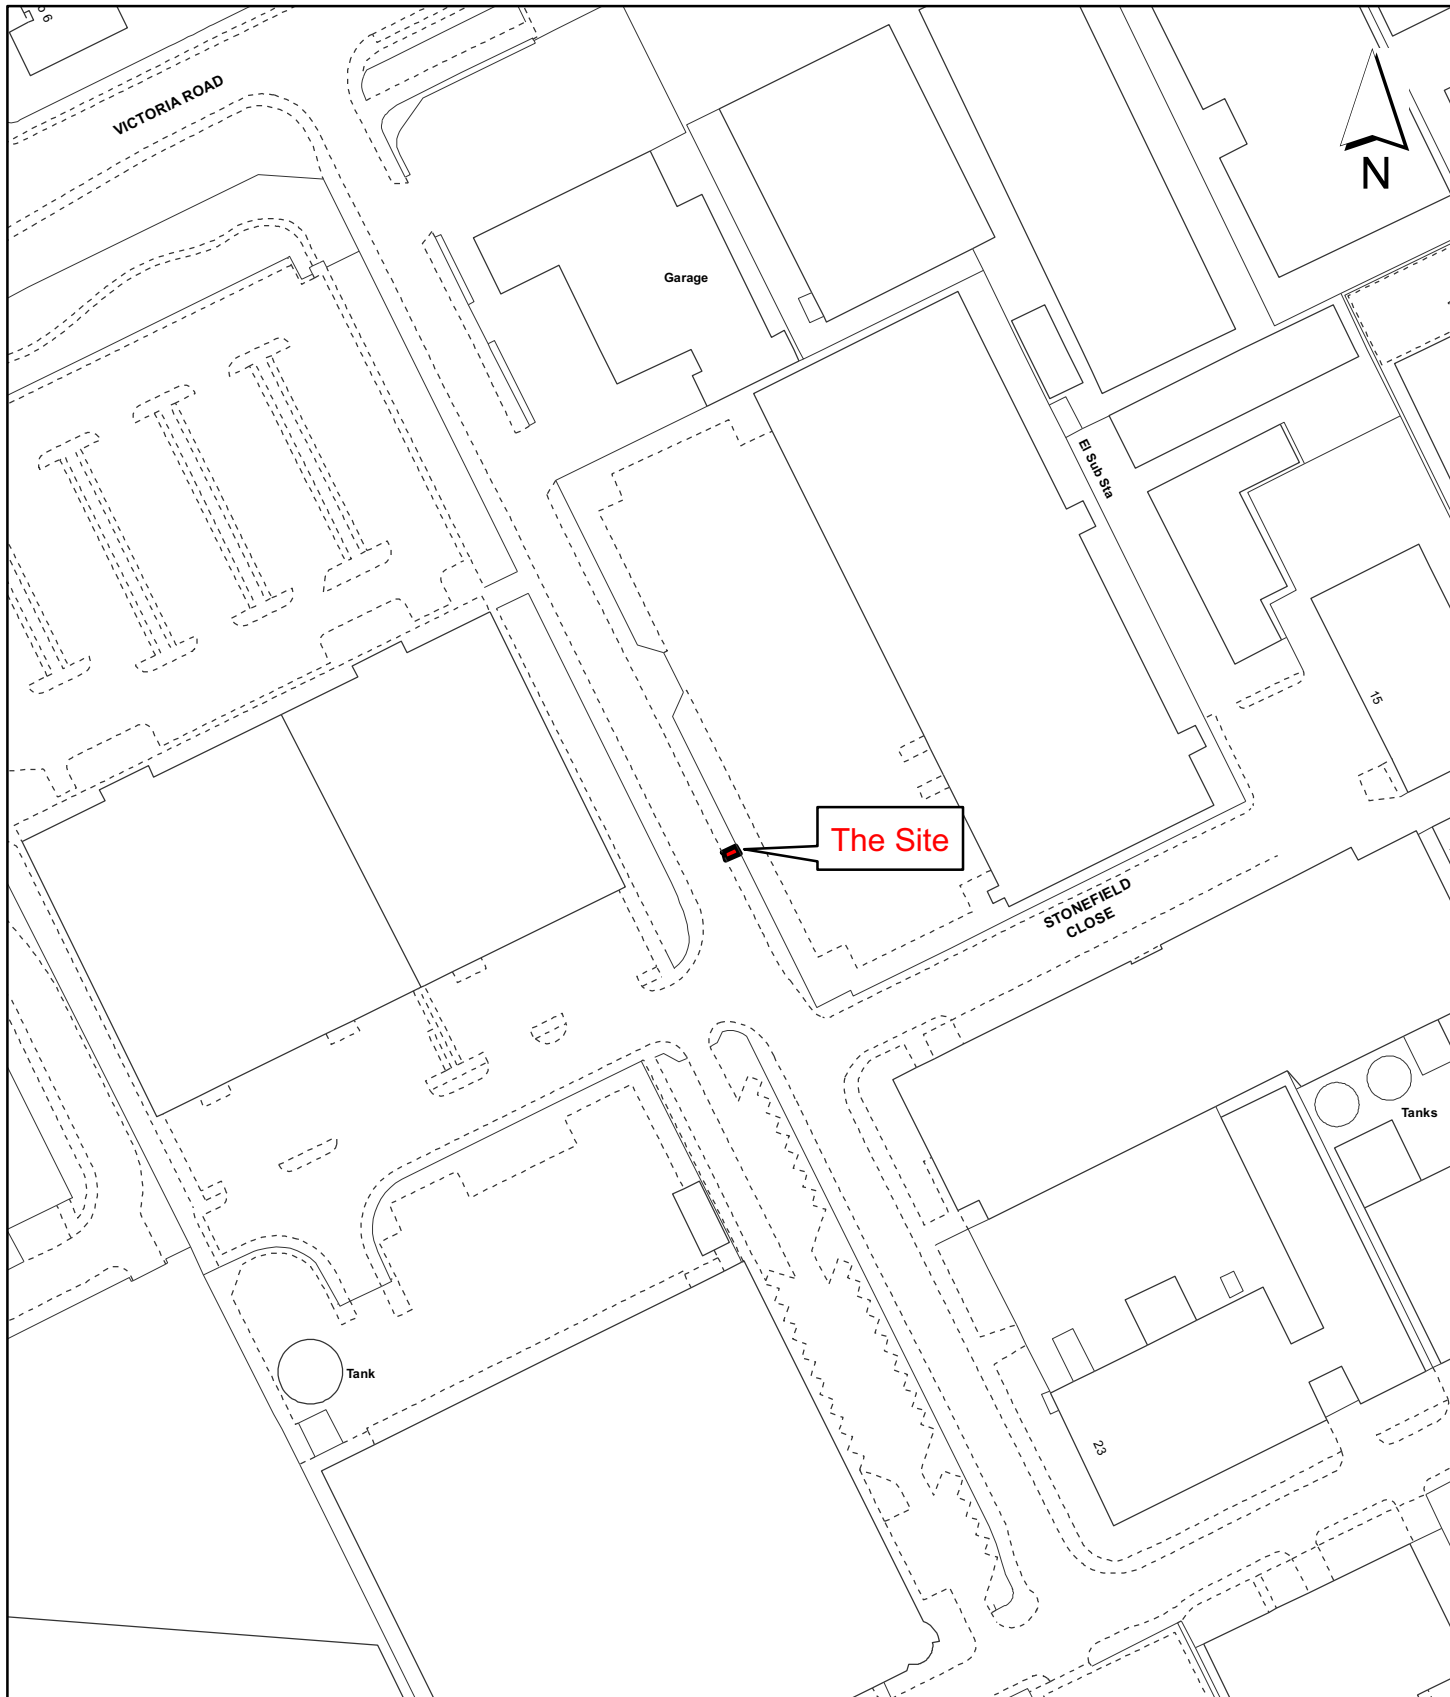 VICTORIA ROAD
N
Garage
El Sub Sta
15
The Site
STONEFIELD
CLOSE
Tanks
Tank
23